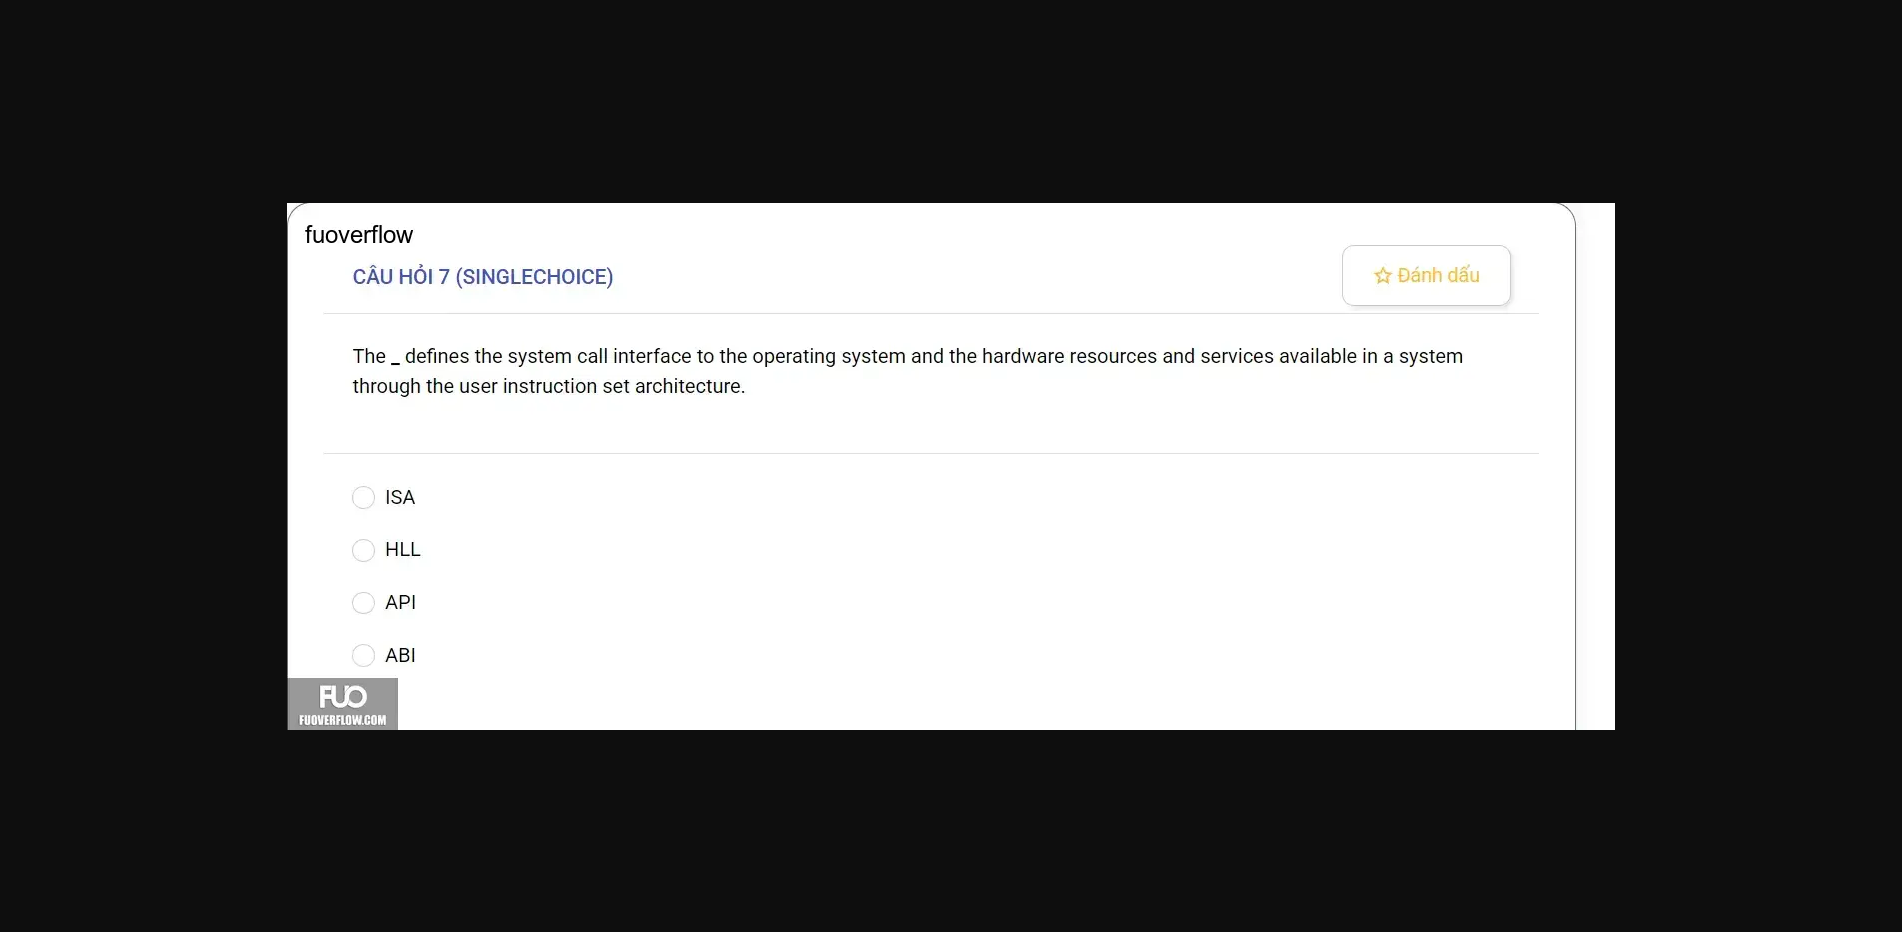 fuoverflow
CÂU HỎI 7 (SINGLECHOICE)
Đánh dấu
The _ defines the system call interface to the operating system and the hardware resources and services available in a system
through the user instruction set architecture.
ISA
HLL
API
ABI
FUO
FUOVERFLOW.COM